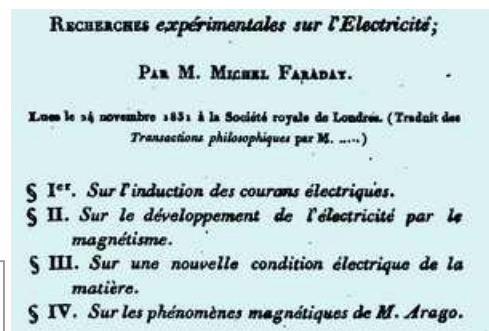 RECHERCHES expérimentales sur l'Electricité;
PAR M. MICHEL FARADAY.
Lues le 24 novembre 1831 à la Société royale de Londres. (Traduit des
Transactions philosophiques par M. .....)
§ Ier. Sur l'induction des courans électriques.
§ II. Sur le développement de l'électricité par le
magnétisme.
§ III. Sur une nouvelle condition électrique de la
matière.
§ IV. Sur les phénomènes magnétiques de M. Arago.